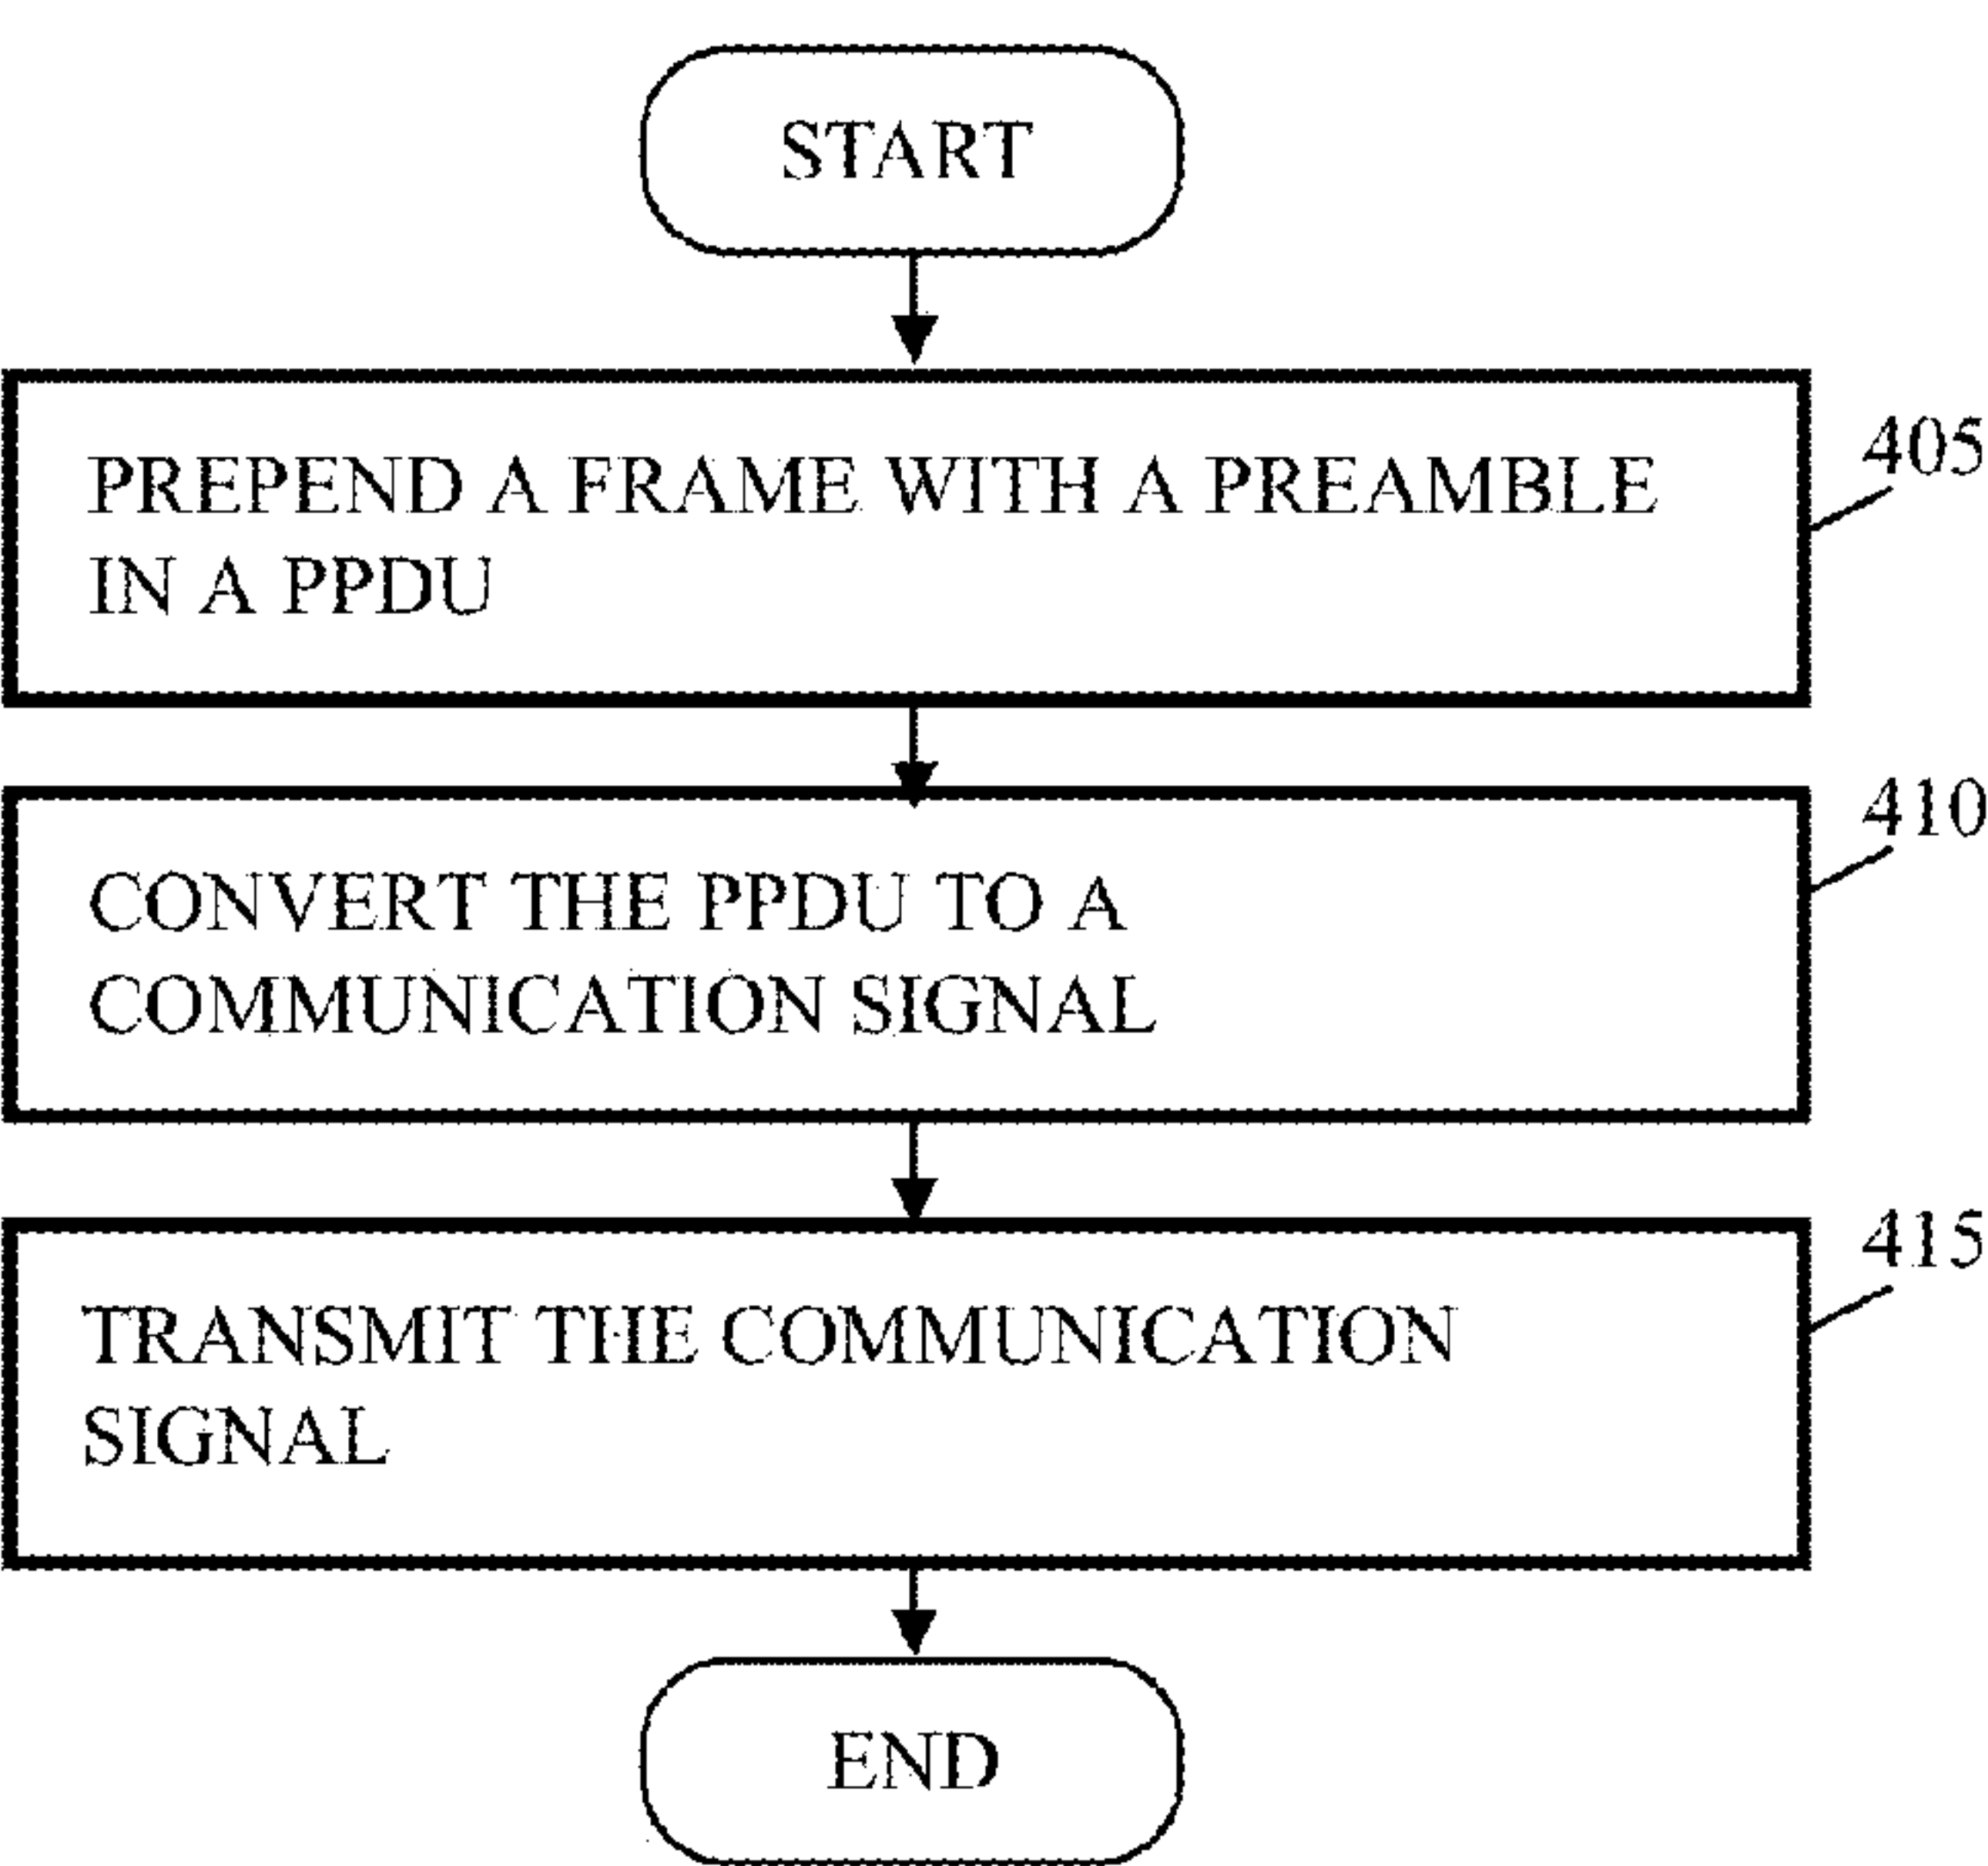 START
PREPEND A FRAME WITH A PREAMBLE
IN A PPDU
405
CONVERT THE PPDU TO A
COMMUNICATION SIGNAL
410
TRANSMIT THE COMMUNICATION
SIGNAL
415
END